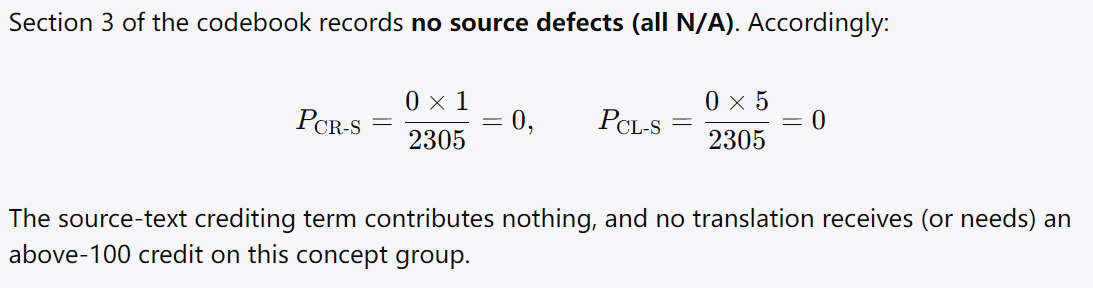 Section 3 of the codebook records no source defects (all N/A). Accordingly:
P_CR-S = (0 × 1)/2305 = 0, P_CL-S = (0 × 5)/2305 = 0
The source-text crediting term contributes nothing, and no translation receives (or needs) an
above-100 credit on this concept group.